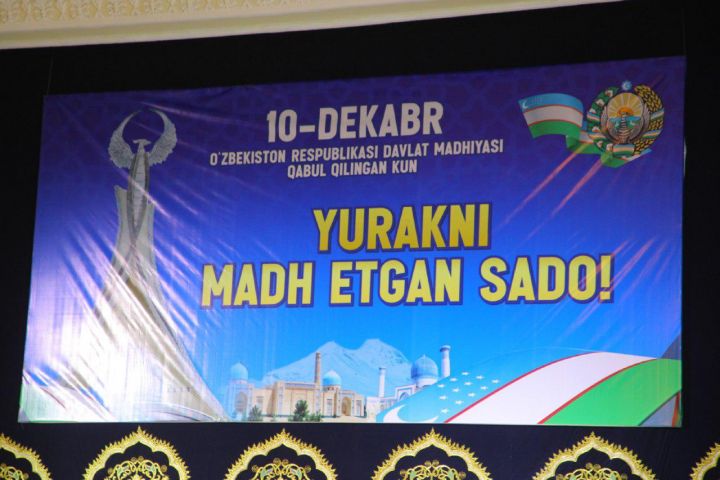 10-DEKABR
O'ZBEKISTON RESPUBLIKASI DAVLAT MADHIYASI
QABUL QILINGAN KUN
YURAKNI
MADH ETGAN SADO!